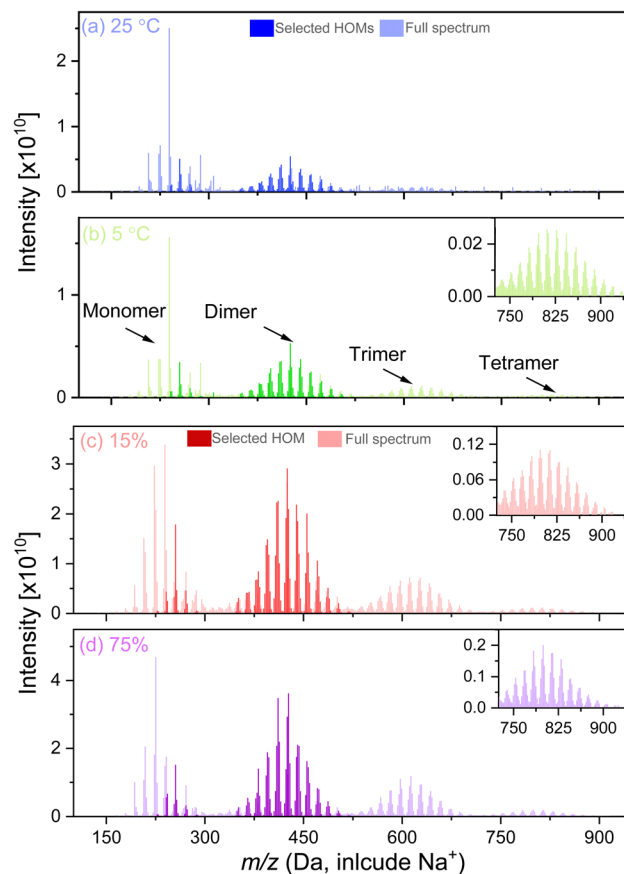 (a) 25 °C
Selected HOMs
Full spectrum
2
1
0
Intensity [x10¹⁰]
(b) 5 °C
1
0
Monomer
Dimer
Trimer
Tetramer
0.02
0.00
750 825 900
(c) 15%
Selected HOM
Full spectrum
3
2
1
0
0.12
0.06
0.00
750 825 900
Intensity [x10¹⁰]
(d) 75%
4
2
0
0.2
0.1
0.0
750 825 900
150 300 450 600 750 900
m/z (Da, inlcude Na⁺)